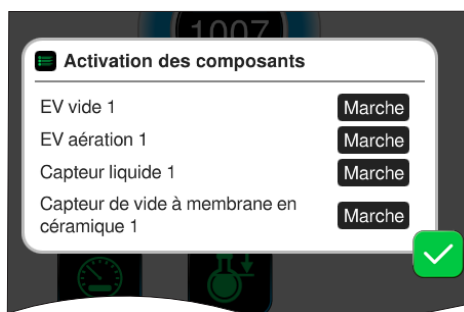 1007
Activation des composants
EV vide 1 Marche
EV aération 1 Marche
Capteur liquide 1 Marche
Capteur de vide à membrane en
céramique 1 Marche